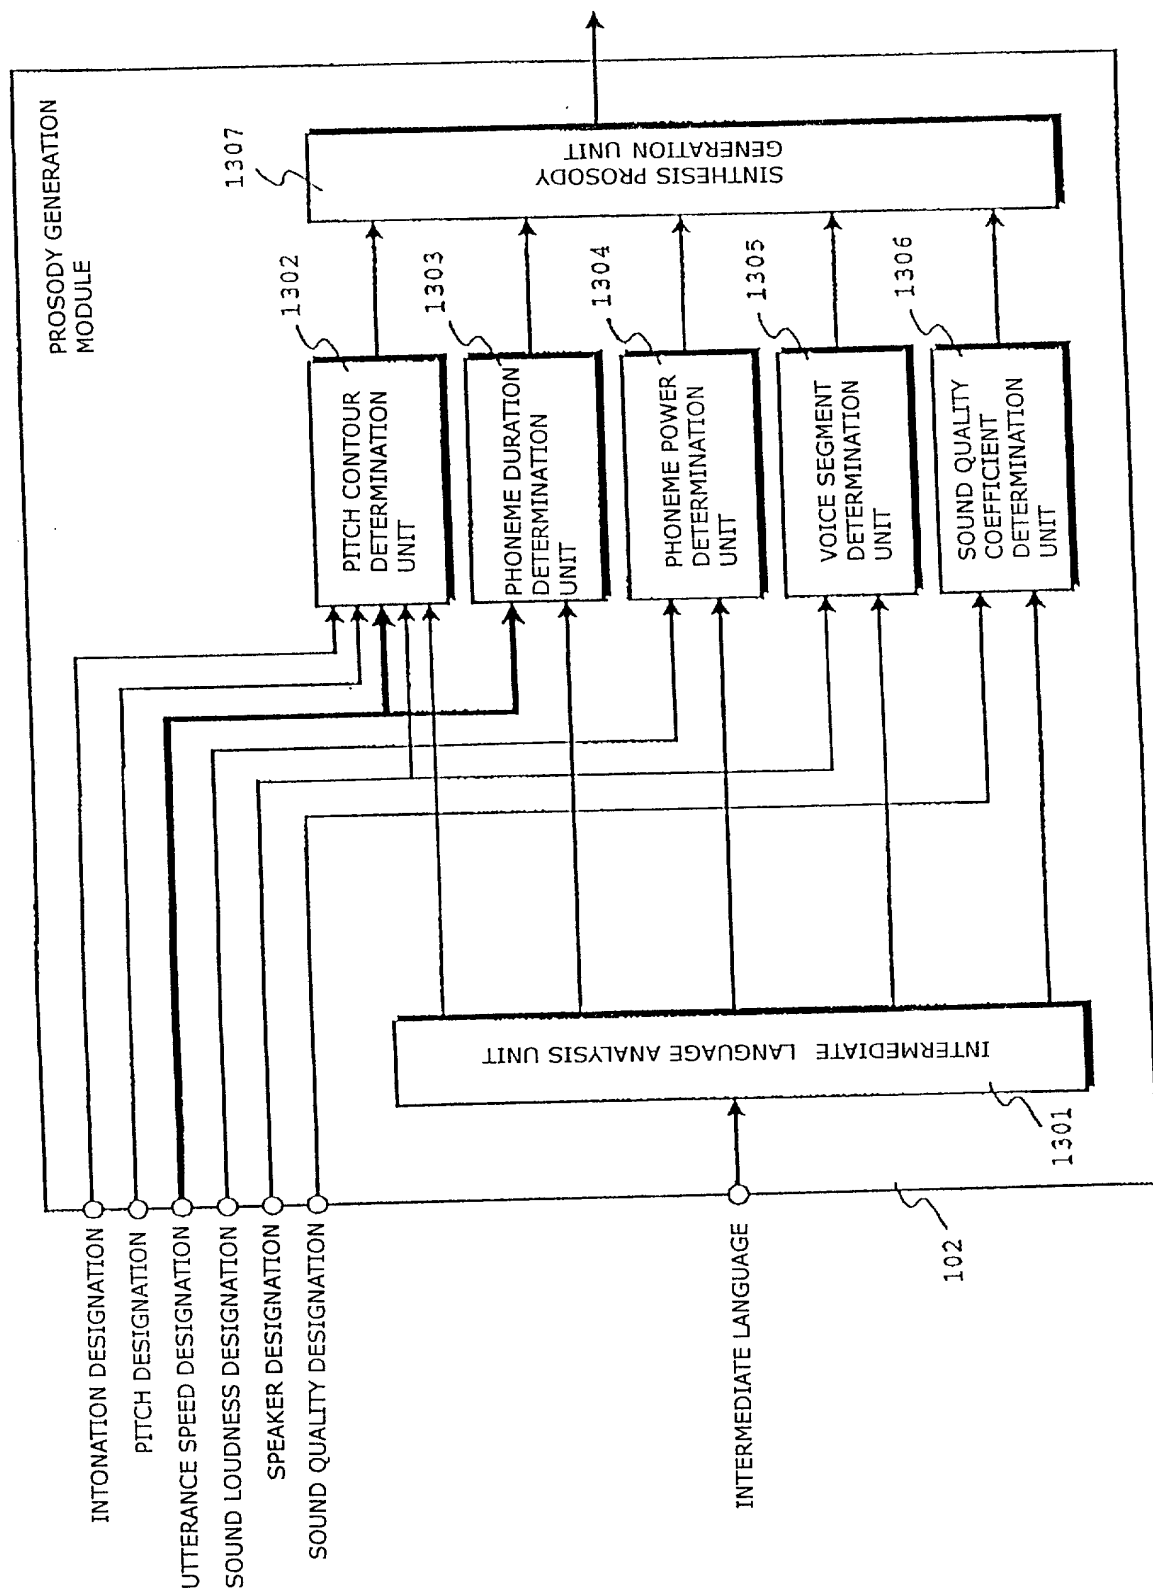 PROSODY GENERATION
MODULE
INTONATION DESIGNATION
PITCH DESIGNATION
UTTERANCE SPEED DESIGNATION
SOUND LOUDNESS DESIGNATION
SPEAKER DESIGNATION
SOUND QUALITY DESIGNATION
INTERMEDIATE LANGUAGE
102
1301
INTERMEDIATE LANGUAGE ANALYSIS UNIT
1302
PITCH CONTOUR
DETERMINATION
UNIT
1303
PHONEME DURATION
DETERMINATION
UNIT
1304
PHONEME POWER
DETERMINATION
UNIT
1305
VOICE SEGMENT
DETERMINATION
UNIT
1306
SOUND QUALITY
COEFFICIENT
DETERMINATION
UNIT
1307
SINTHESIS PROSODY
GENERATION UNIT